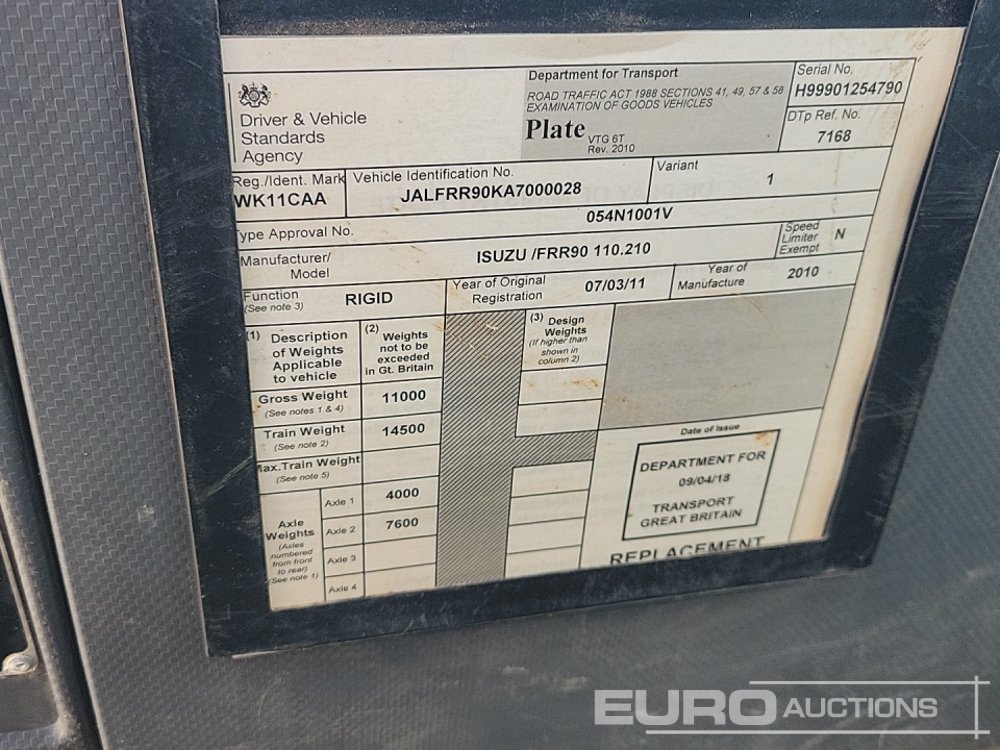 Driver & Vehicle
Standards
Agency
Department for Transport
ROAD TRAFFIC ACT 1988 SECTIONS 41, 49, 57 & 58
EXAMINATION OF GOODS VEHICLES
Plate VTG 6T
Rev. 2010
Serial No.
H99901254790
DTp Ref. No.
7168
Reg./Ident. Mark
WK11CAA
Vehicle Identification No.
JALFRR90KA7000028
Variant
1
ype Approval No.
054N1001V
Manufacturer/
Model
ISUZU /FRR90 110.210
Speed
Limiter
Exempt
N
Function
(See note 3)
RIGID
Year of Original
Registration
07/03/11
Year of
Manufacture
2010
(1) Description
of Weights
Applicable
to vehicle
(2) Weights
not to be
exceeded
in Gt. Britain
(3) Design
Weights
(If higher than
shown in
column 2)
Gross Weight
(See notes 1 & 4)
11000
Train Weight
(See note 2)
14500
ax.Train Weight
(See note 5)
Axle
Weights
(Axles
numbered
from front
to rear)
(See note 1)
Axle 1
4000
Axle 2
7600
Axle 3
Axle 4
Date of Issue
DEPARTMENT FOR
09/04/18
TRANSPORT
GREAT BRITAIN
REPLACEMENT
EURO AUCTIONS